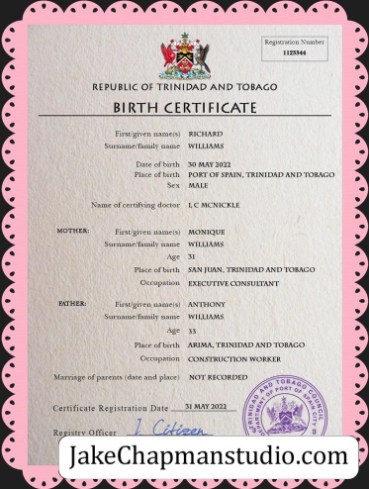 Registration Number
1123344
REPUBLIC OF TRINIDAD AND TOBAGO
BIRTH CERTIFICATE
First/given name(s) RICHARD
Surname/family name WILLIAMS
Date of birth 30 MAY 2022
Place of birth PORT OF SPAIN, TRINIDAD AND TOBAGO
Sex MALE
Name of certifying doctor L C MCNICKLE
MOTHER: First/given name(s) MONIQUE
Surname/family name WILLIAMS
Age 31
Place of birth SAN JUAN, TRINIDAD AND TOBAGO
Occupation EXECUTIVE CONSULTANT
FATHER: First/given name(s) ANTHONY
Surname/family name WILLIAMS
Age 33
Place of birth ARIMA, TRINIDAD AND TOBAGO
Occupation CONSTRUCTION WORKER
Marriage of parents (date and place) NOT RECORDED
Certificate Registration Date 31 MAY 2022
Registry Officer I Citizen
TRINIDAD AND TOBAGO COUNCIL
DEPARTMENT OF PORT OF SPAIN CITY
JakeChapmanstudio.com